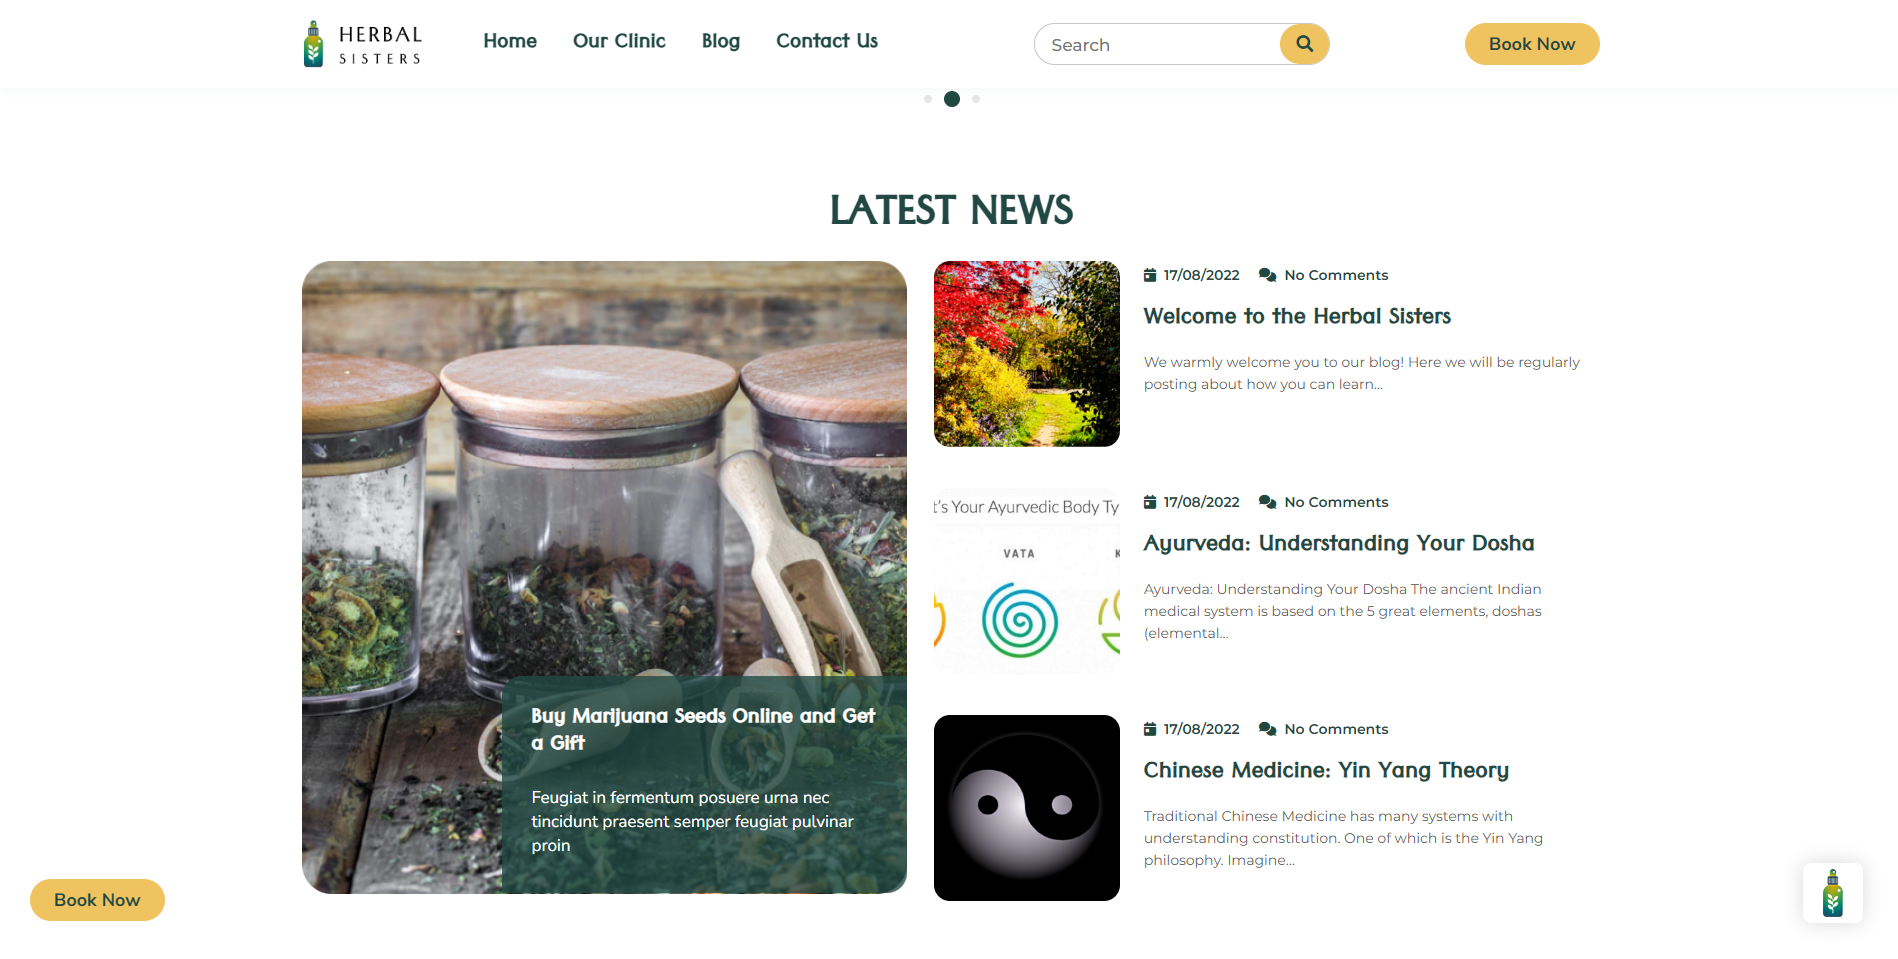 HERBAL
SISTERS
Home
Our Clinic
Blog
Contact Us
Search
Book Now
LATEST NEWS
Buy Marijuana Seeds Online and Get
a Gift
Feugiat in fermentum posuere urna nec
tincidunt praesent semper feugiat pulvinar
proin
17/08/2022 No Comments
Welcome to the Herbal Sisters
We warmly welcome you to our blog! Here we will be regularly
posting about how you can learn...
t's Your Ayurvedic Body Ty
VATA
K
17/08/2022 No Comments
Ayurveda: Understanding Your Dosha
Ayurveda: Understanding Your Dosha The ancient Indian
medical system is based on the 5 great elements, doshas
(elemental...
17/08/2022 No Comments
Chinese Medicine: Yin Yang Theory
Traditional Chinese Medicine has many systems with
understanding constitution. One of which is the Yin Yang
philosophy. Imagine...
Book Now